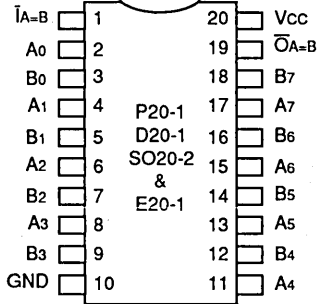 ĪA=B 1 20 Vcc
A0 2 19 ŌA=B
B0 3 18 B7
A1 4 17 A7
B1 5 16 B6
A2 6 15 A6
B2 7 14 B5
A3 8 13 A5
B3 9 12 B4
GND 10 11 A4
P20-1
D20-1
SO20-2
&
E20-1